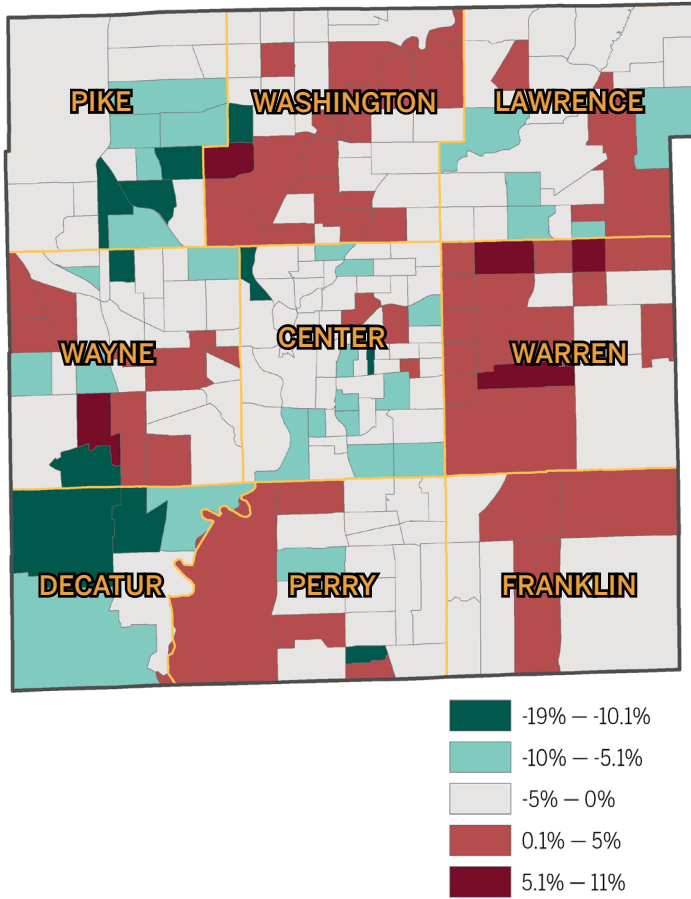 PIKE
WASHINGTON
LAWRENCE
WAYNE
CENTER
WARREN
DECATUR
PERRY
FRANKLIN
-19% — -10.1%
-10% — -5.1%
-5% — 0%
0.1% — 5%
5.1% — 11%